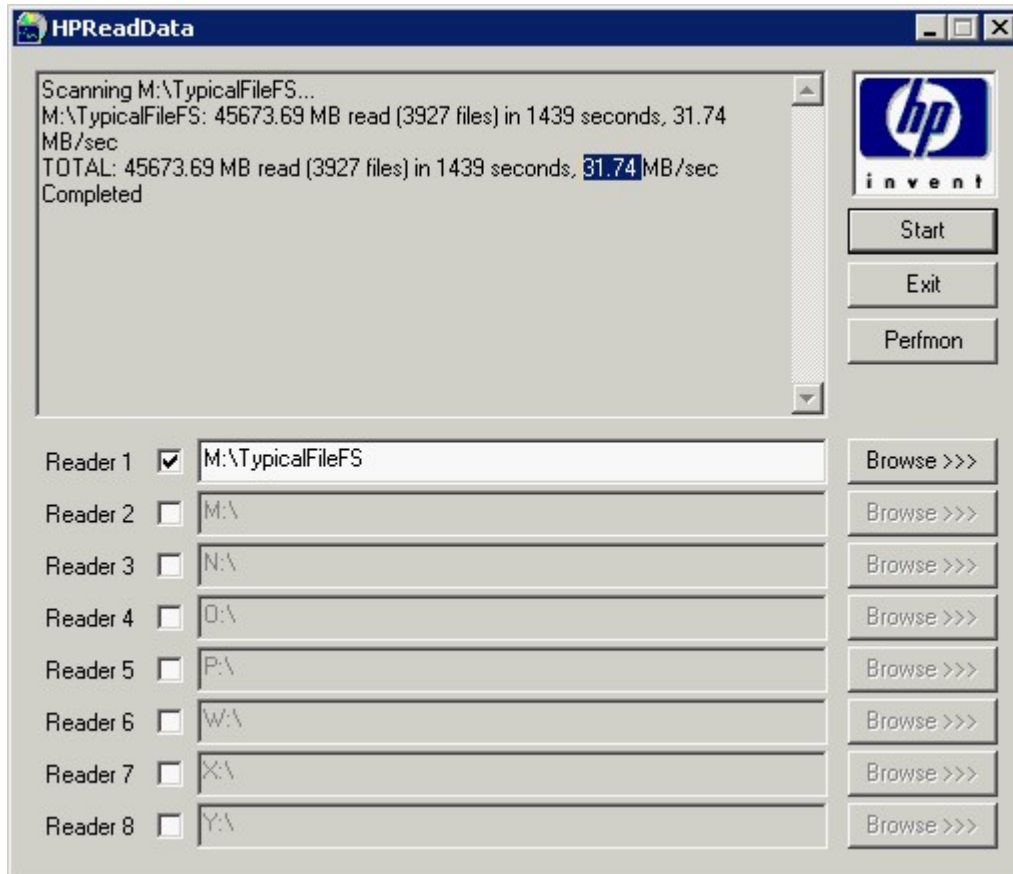 HPReadData
Scanning M:\TypicalFileFS...
M:\TypicalFileFS: 45673.69 MB read (3927 files) in 1439 seconds, 31.74
MB/sec
TOTAL: 45673.69 MB read (3927 files) in 1439 seconds, 31.74 MB/sec
Completed
hp
invent
Start
Exit
Perfmon
Reader 1 M:\TypicalFileFS Browse >>>
Reader 2 M:\ Browse >>>
Reader 3 N:\ Browse >>>
Reader 4 O:\ Browse >>>
Reader 5 P:\ Browse >>>
Reader 6 W:\ Browse >>>
Reader 7 X:\ Browse >>>
Reader 8 Y:\ Browse >>>